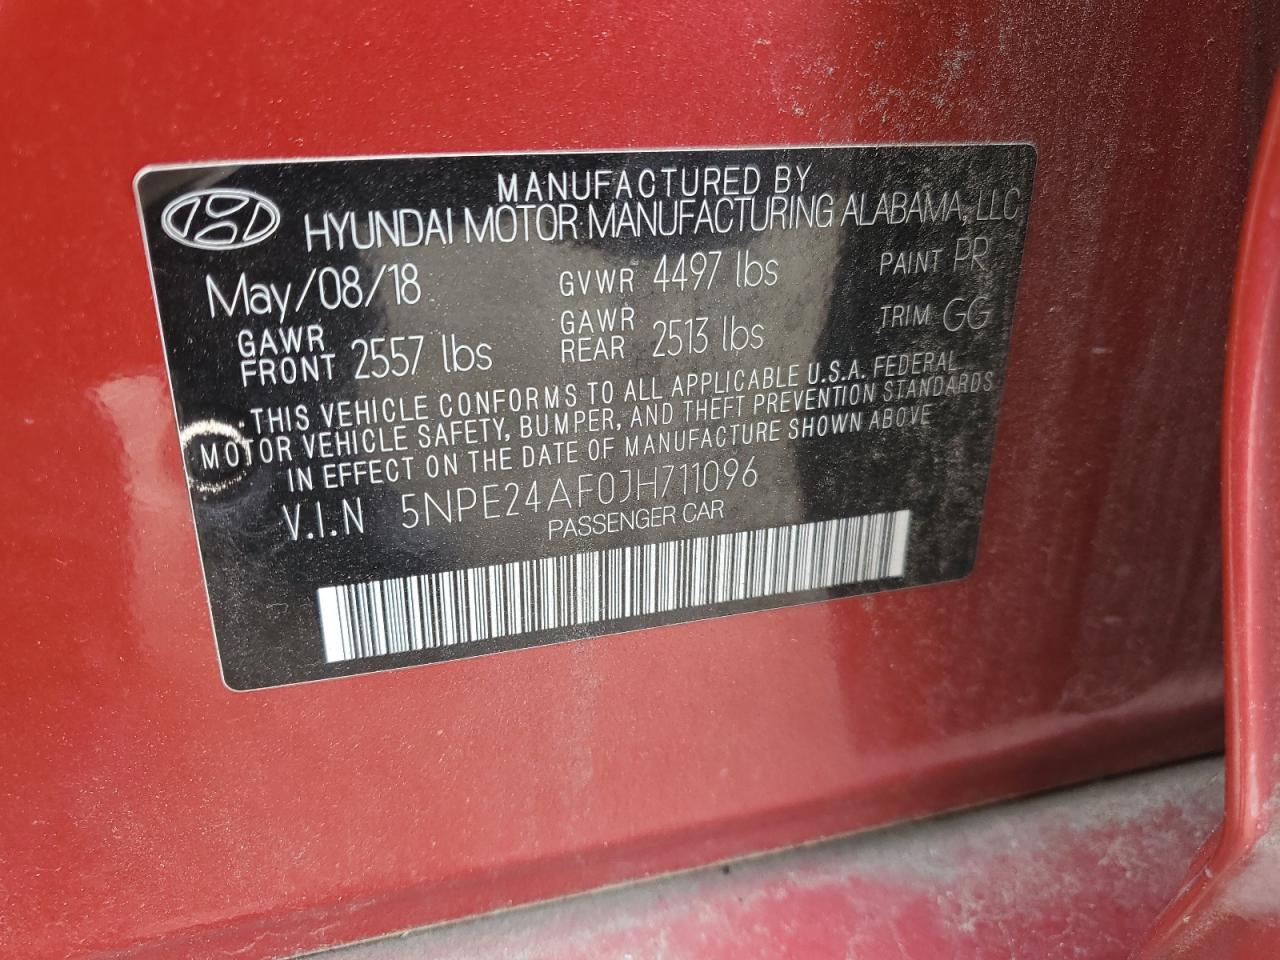 MANUFACTURED BY
HYUNDAI MOTOR MANUFACTURING ALABAMA, LLC
May/08/18 GVWR 4497 lbs PAINT PR
GAWR FRONT 2557 lbs GAWR REAR 2513 lbs TRIM GG
THIS VEHICLE CONFORMS TO ALL APPLICABLE U.S.A. FEDERAL
MOTOR VEHICLE SAFETY, BUMPER, AND THEFT PREVENTION STANDARDS
IN EFFECT ON THE DATE OF MANUFACTURE SHOWN ABOVE
V.I.N 5NPE24AF0JH711096
PASSENGER CAR